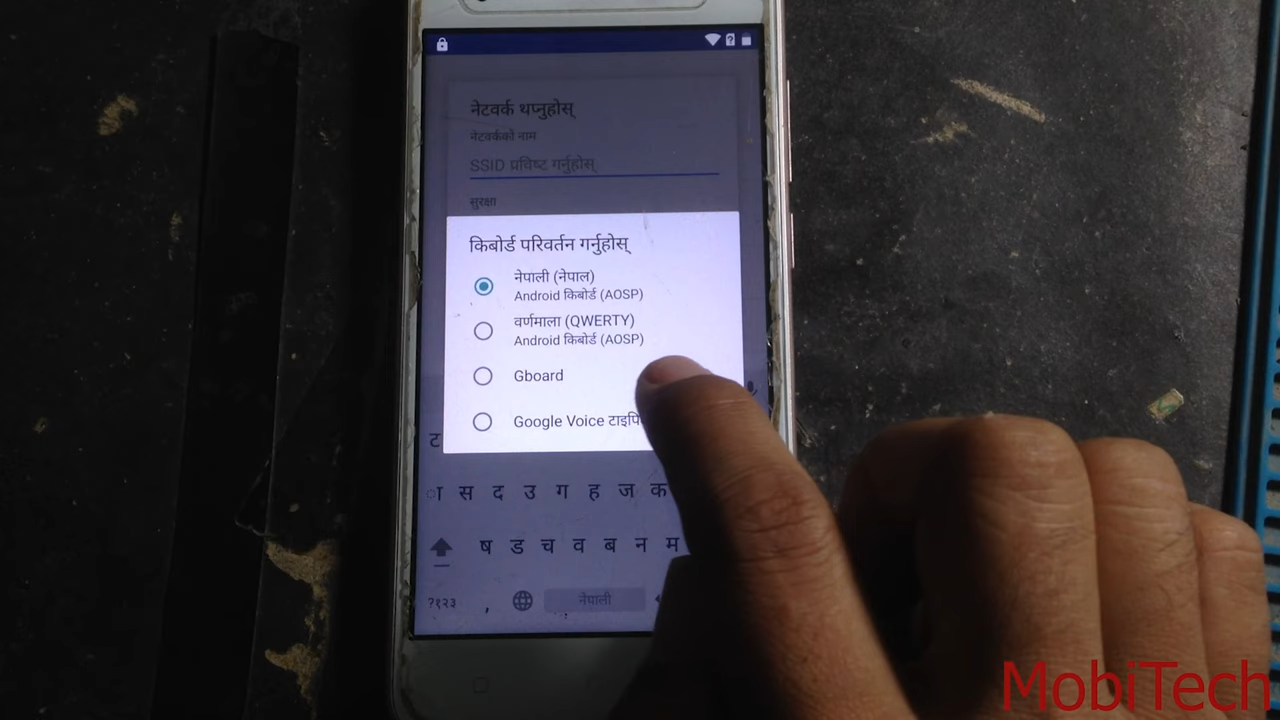 नेटवर्क थप्नुहोस्
नेटवर्कको नाम
SSID प्रविष्ट गर्नुहोस्
सुरक्षा
किबोर्ड परिवर्तन गर्नुहोस्
नेपाली (नेपाल)
Android किबोर्ड (AOSP)
वर्णमाला (QWERTY)
Android किबोर्ड (AOSP)
Gboard
Google Voice टाइपि
ट
ा स द उ ग ह ज क
ष ड च व ब न म
?१२३ , नेपाली
MobiTech